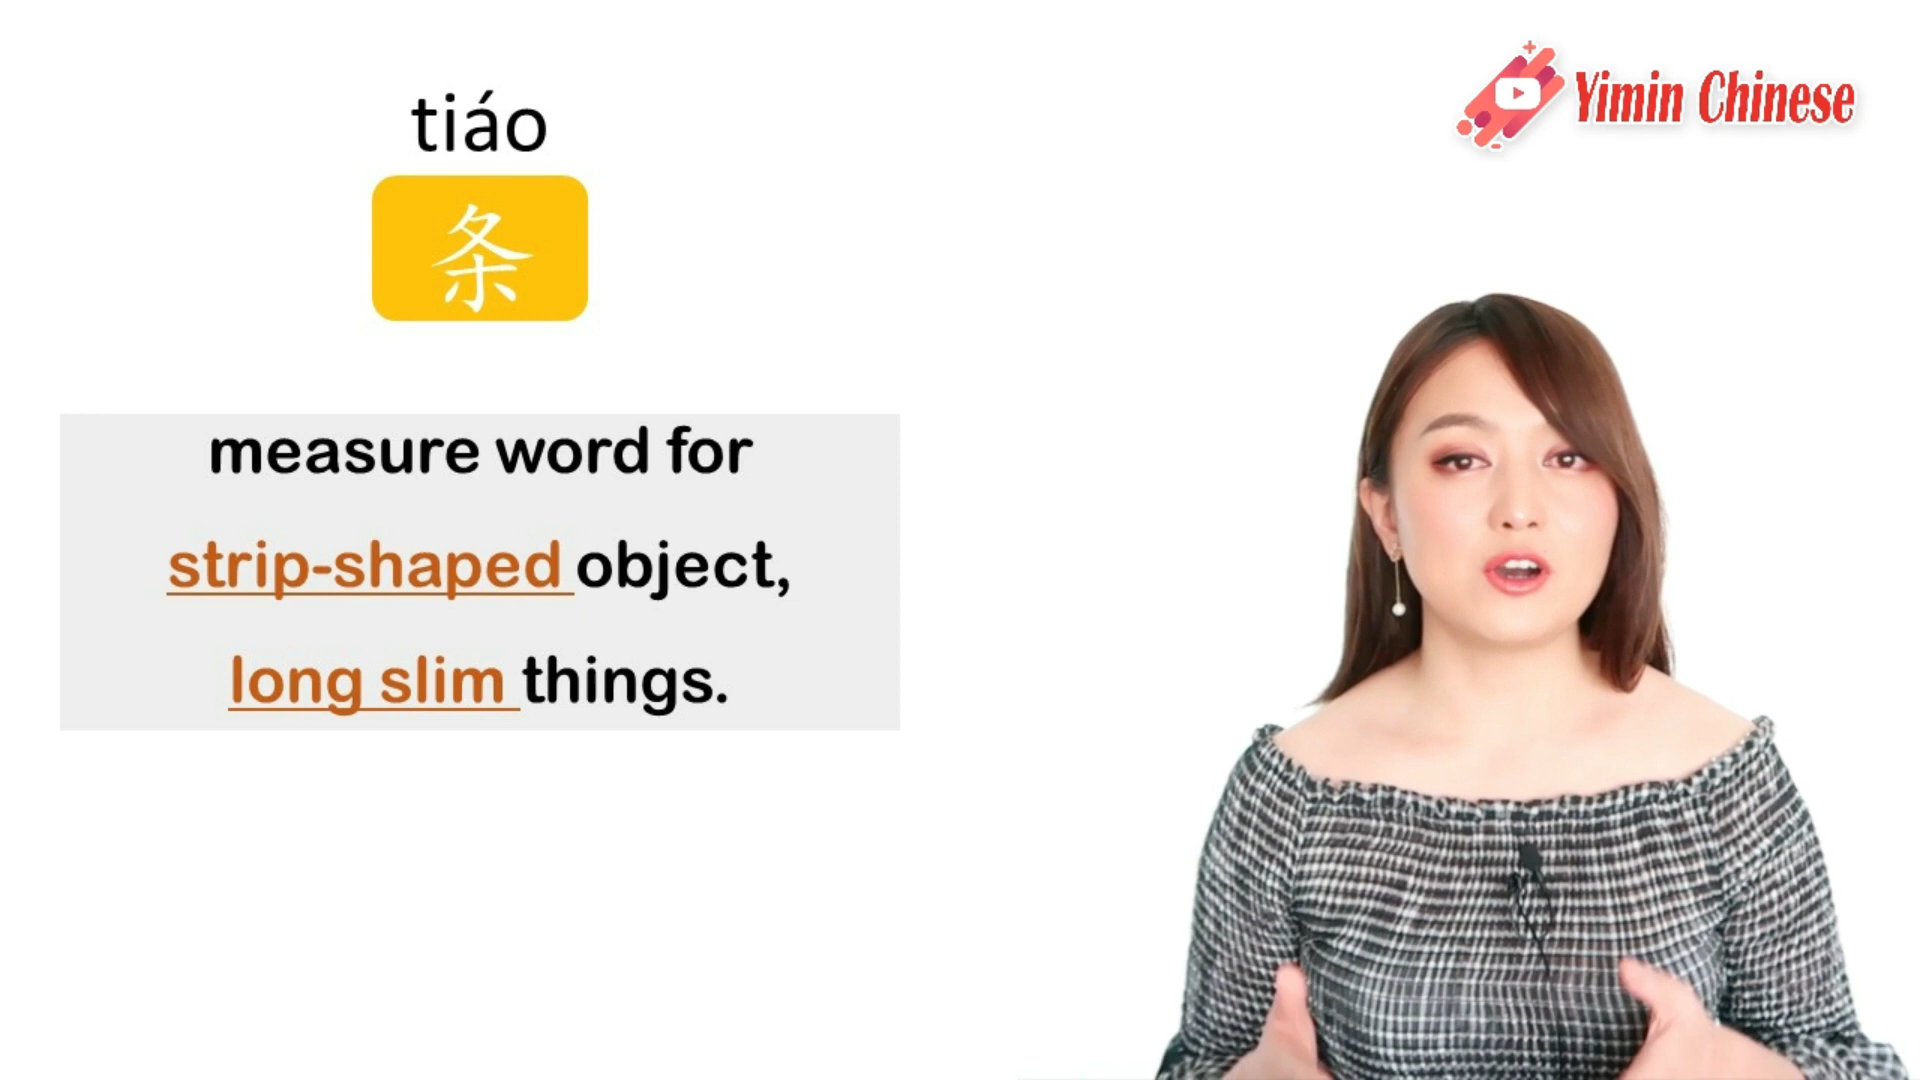 tiáo
条
measure word for
strip-shaped object,
long slim things.
Yimin Chinese